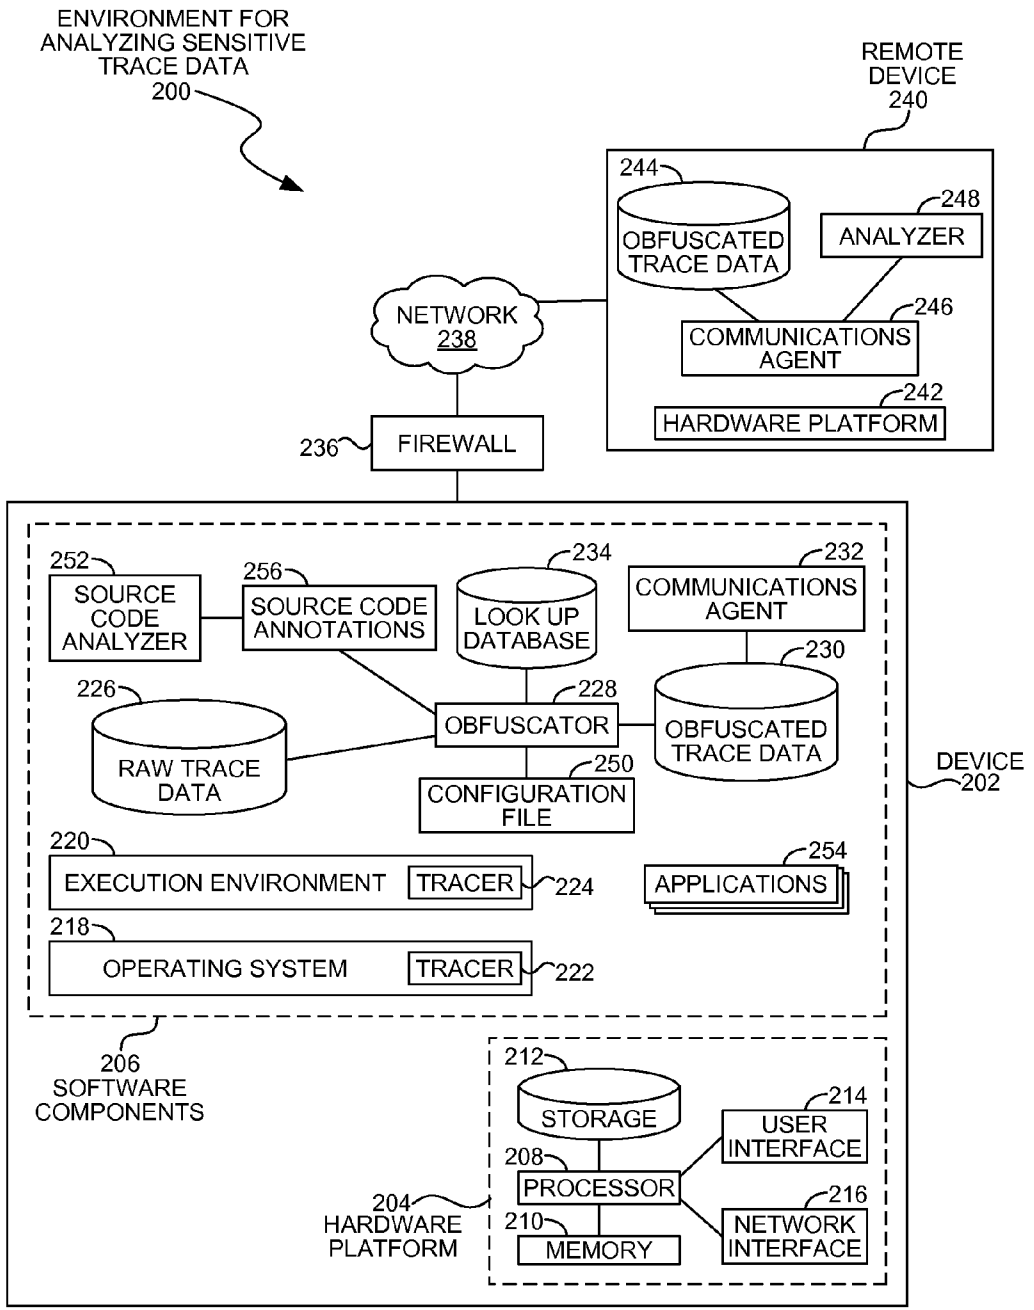 ENVIRONMENT FOR
ANALYZING SENSITIVE
TRACE DATA
200
REMOTE
DEVICE
240
244
OBFUSCATED
TRACE DATA
248
ANALYZER
246
COMMUNICATIONS
AGENT
242
HARDWARE PLATFORM
NETWORK
238
236
FIREWALL
252
SOURCE
CODE
ANALYZER
256
SOURCE CODE
ANNOTATIONS
234
LOOK UP
DATABASE
232
COMMUNICATIONS
AGENT
230
OBFUSCATED
TRACE DATA
226
RAW TRACE
DATA
228
OBFUSCATOR
250
CONFIGURATION
FILE
DEVICE
202
220
EXECUTION ENVIRONMENT
TRACER
224
254
APPLICATIONS
218
OPERATING SYSTEM
TRACER
222
206
SOFTWARE
COMPONENTS
212
STORAGE
208
PROCESSOR
210
MEMORY
214
USER
INTERFACE
216
NETWORK
INTERFACE
204
HARDWARE
PLATFORM